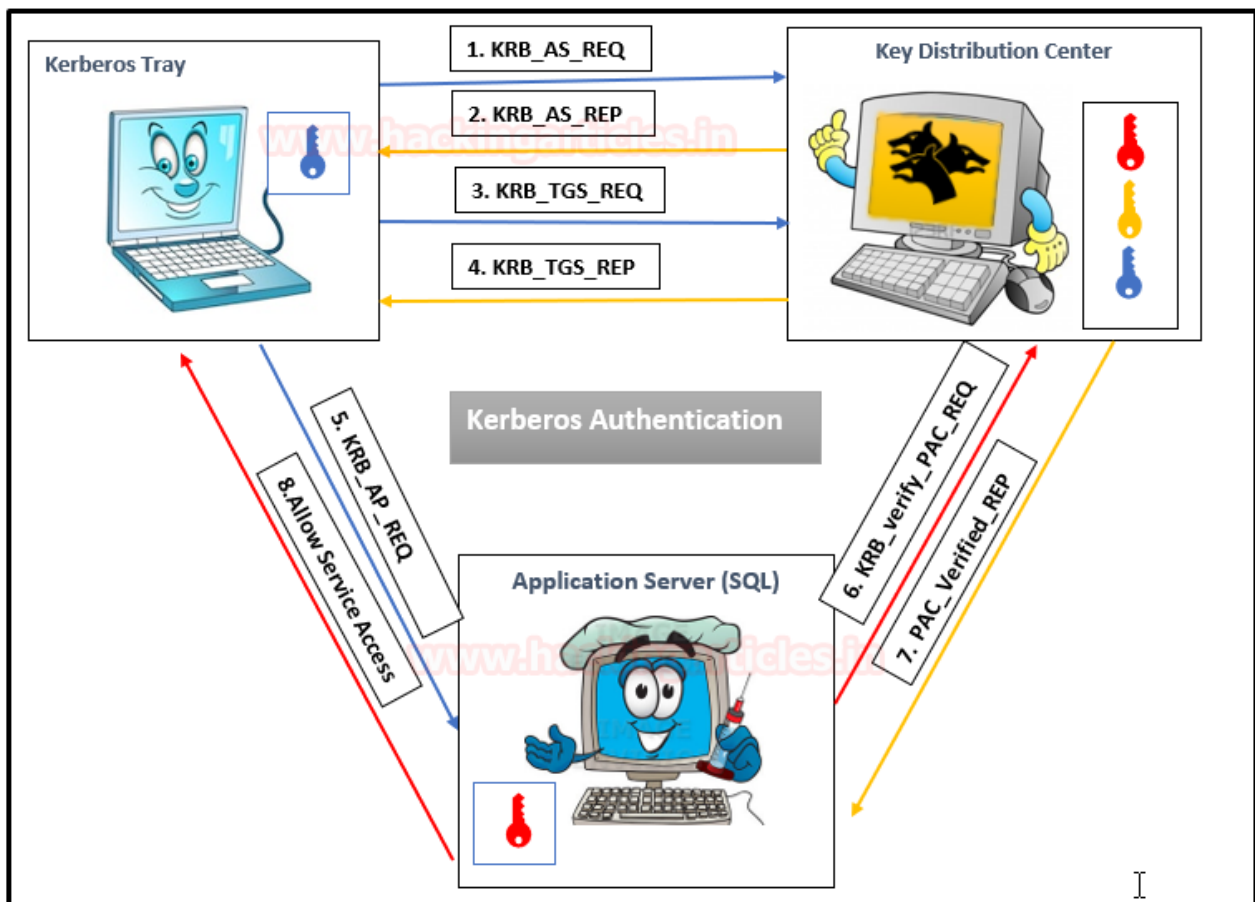 Kerberos Tray
1. KRB_AS_REQ
Key Distribution Center
2. KRB_AS_REP
www.hackingarticles.in
3. KRB_TGS_REQ
4. KRB_TGS_REP
Kerberos Authentication
5. KRB_AP_REQ
8.Allow Service Access
6. KRB_verify_PAC_REQ
7. PAC_Verified_REP
Application Server (SQL)